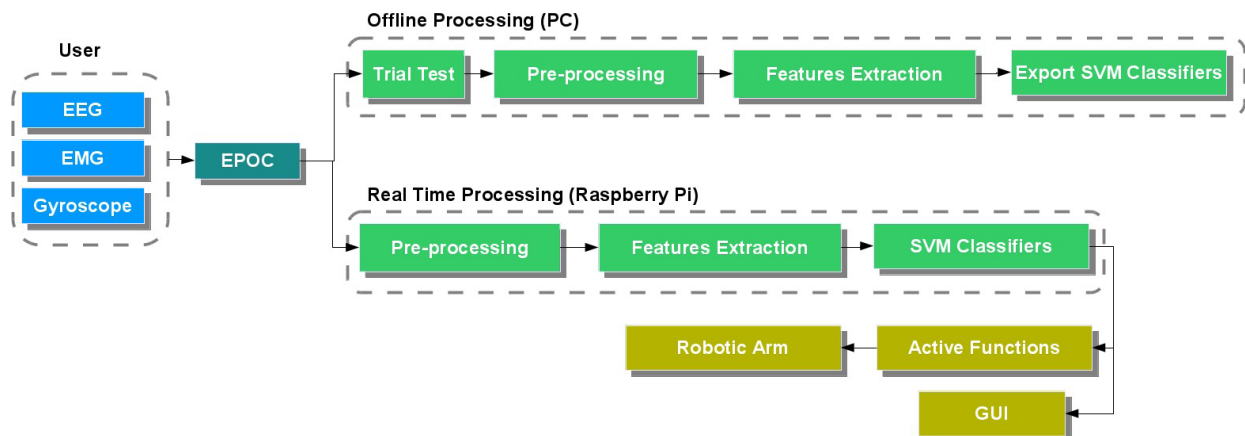 Offline Processing (PC)
User
Trial Test
Pre-processing
Features Extraction
Export SVM Classifiers
EEG
EMG
Gyroscope
EPOC
Real Time Processing (Raspberry Pi)
Pre-processing
Features Extraction
SVM Classifiers
Robotic Arm
Active Functions
GUI